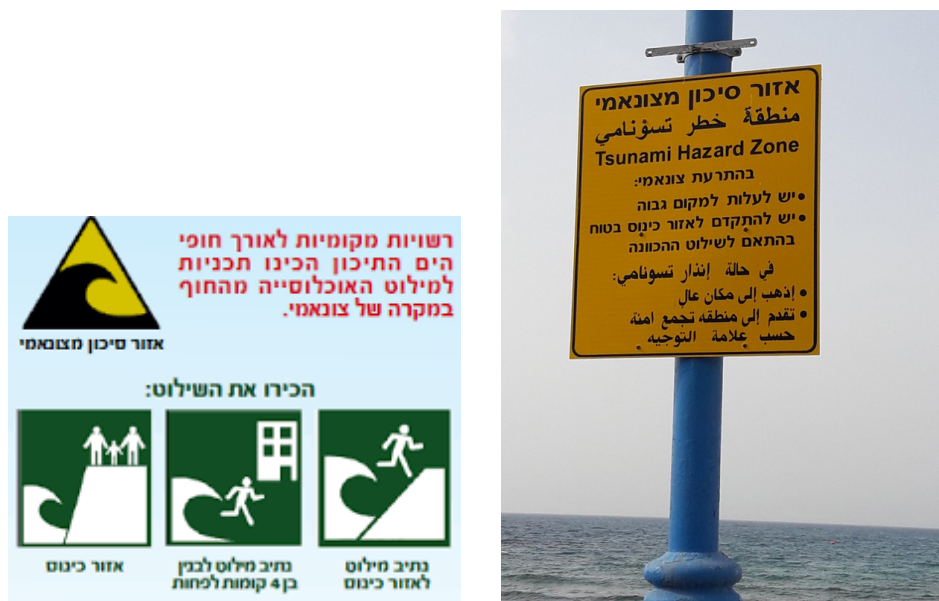 רשויות מקומיות לאורך חופי
הים התיכון הכינו תכניות
למילוט האוכלוסייה מהחוף
במקרה של צונאמי.
אזור סיכון מצונאמי
הכירו את השילוט:
נתיב מילוט
לאזור כינוס
נתיב מילוט לבנין
בן 4 קומות לפחות
אזור כינוס
אזור סיכון מצונאמי
منطقة خطر تسؤنامي
Tsunami Hazard Zone
בהתרעת צונאמי:
• יש לעלות למקום גבוה
• יש להתקדם לאזור כינוס בטוח
בהתאם לשילוט ההכוונה
في حالة إنذار تسونامي:
• إذهب إلى مكان عالٍ
• تقدم إلى منطقه تجمع امنة
حسب علامة التوجيه